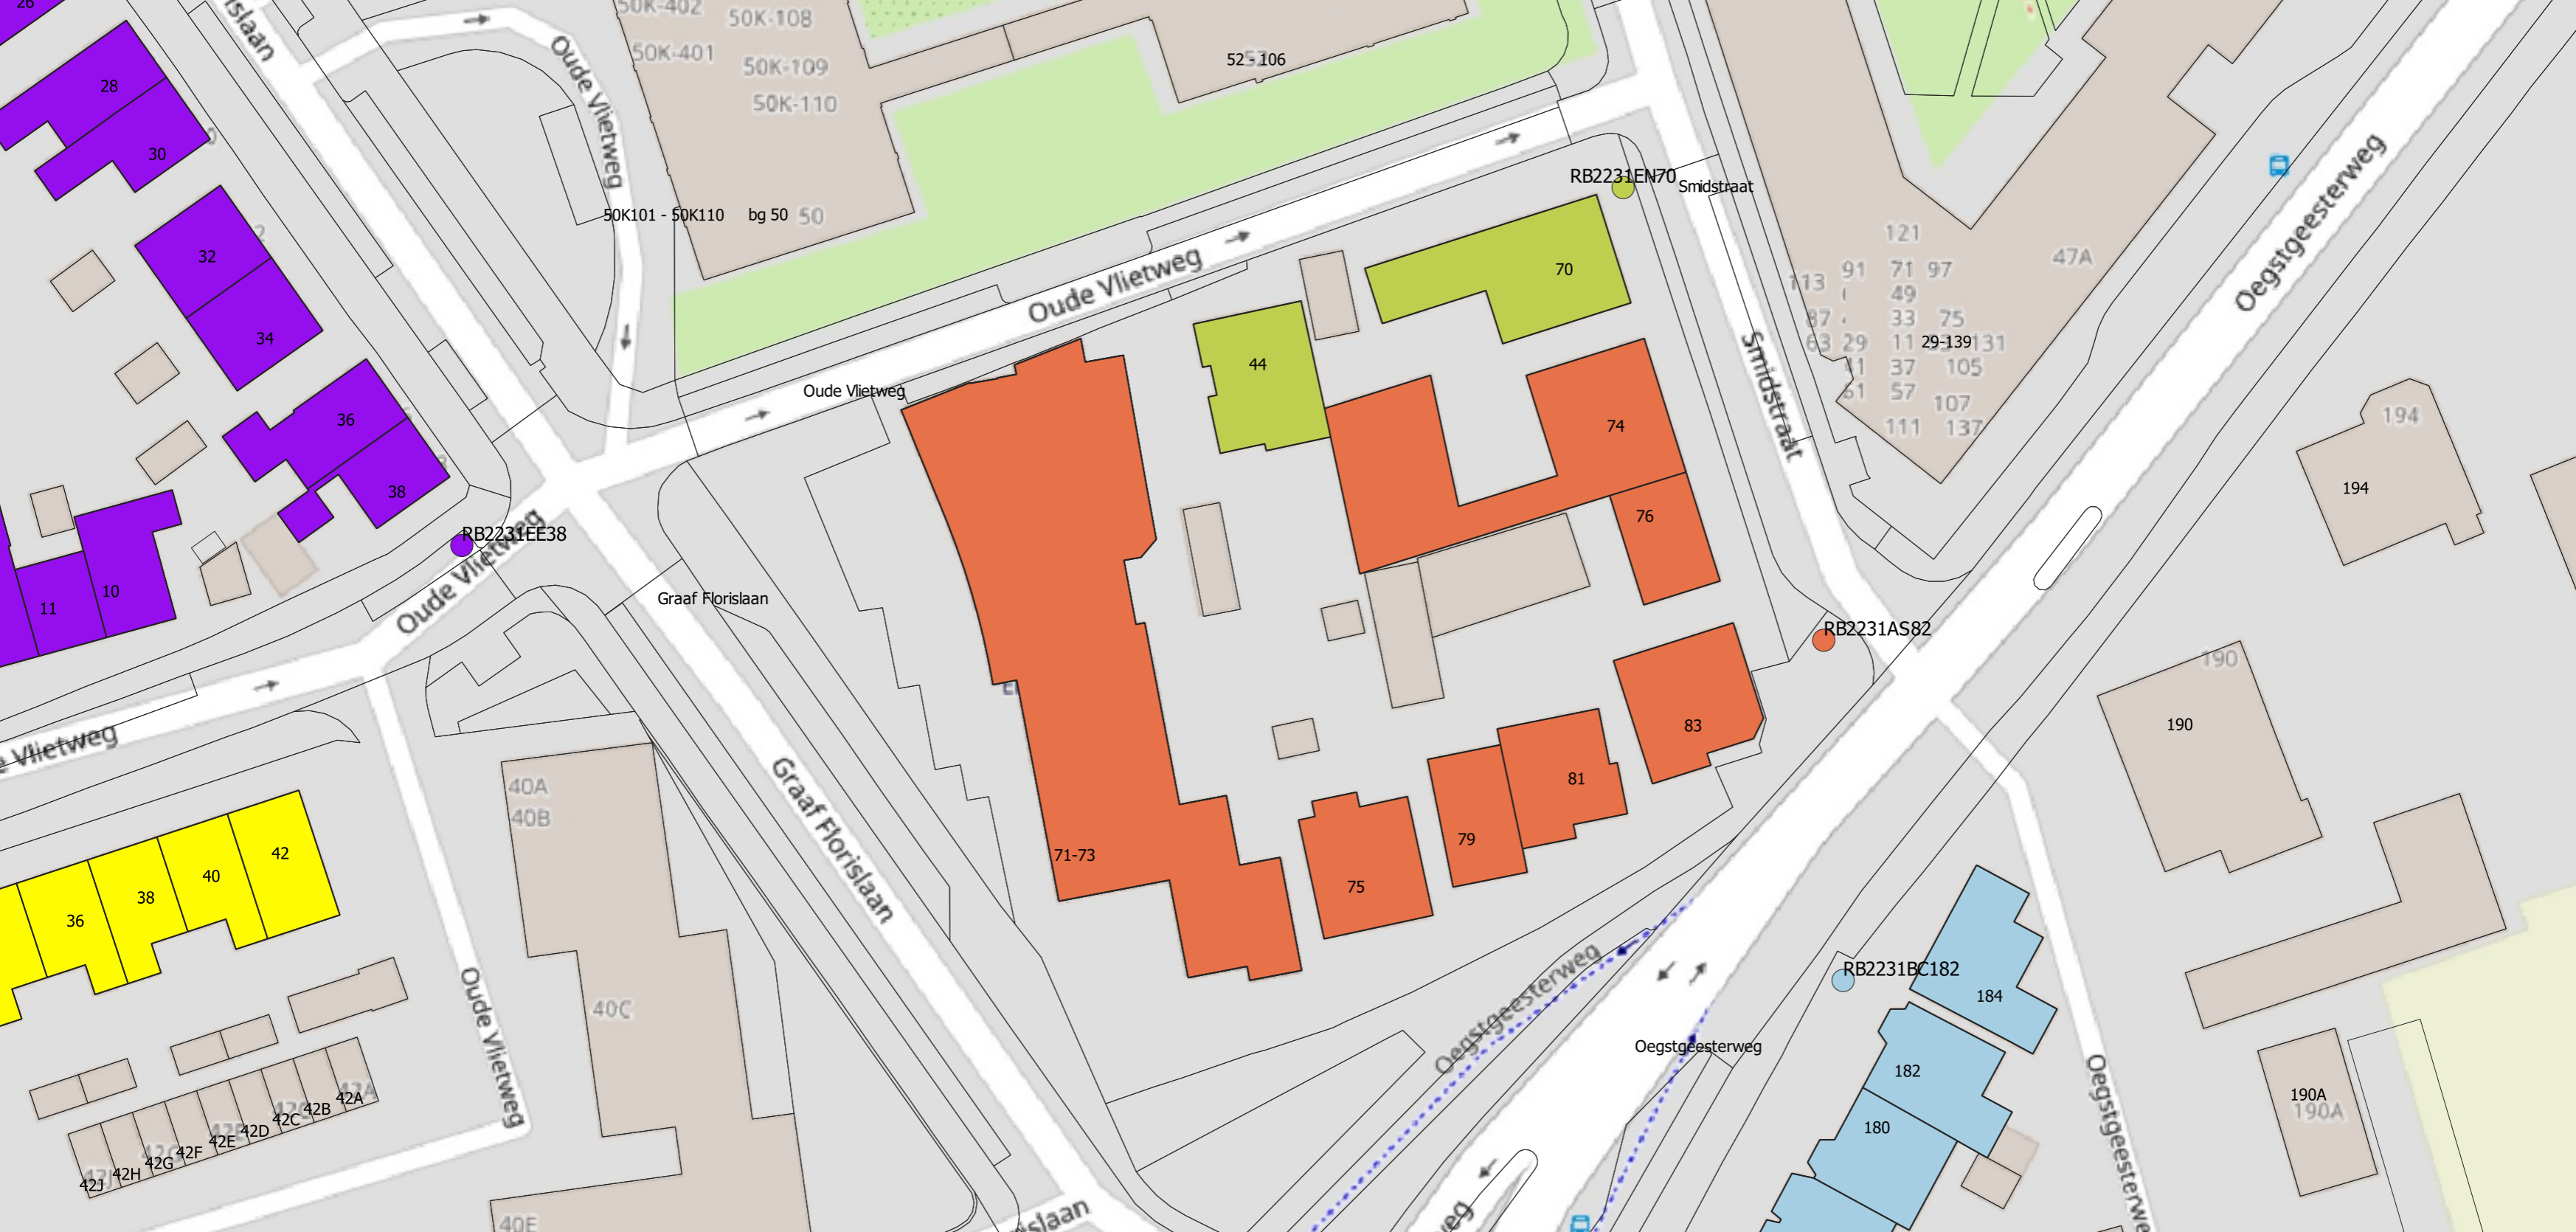 26
28
30
32
34
36
38
11
10
36
38
40
42
42J
42H
42G
42F
42E
42D
42C
42B
42A
40A
40B
40C
40E
RB2231EE38
Oude Vlietweg
Oude Vlietweg
Oude Vlietweg
Vlietweg
50K-402
50K-108
50K-401
50K-109
50K-110
50K101 - 50K110
bg 50
50
52 - 106
Oude Vlietweg
Oude Vlietweg
Graaf Florislaan
Graaf Florislaan
RB2231EN70
Smidstraat
Smidstraat
70
44
74
76
71-73
75
79
81
83
RB2231AS82
121
91
71
97
113
49
87
33
75
63
29
11
29-139
131
41
37
105
61
57
107
111
137
47A
Oegstgeesterweg
194
194
190
190
190A
190A
Oegstgeesterweg
Oegstgeesterweg
RB2231BC182
184
182
180